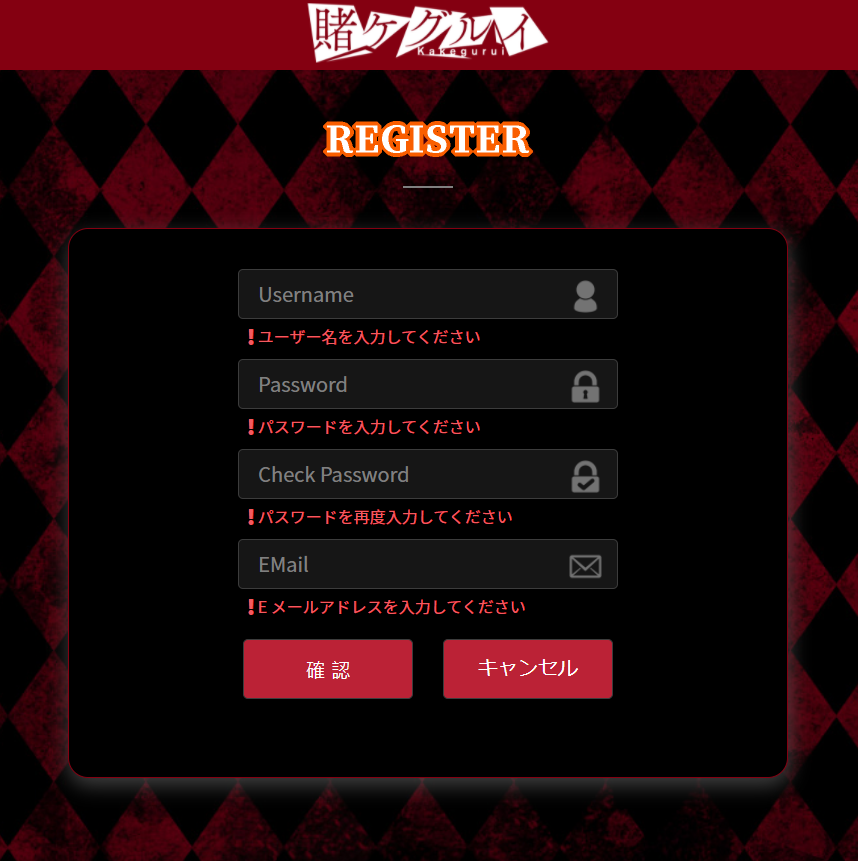 賭ケグルイ
Kakegurui
REGISTER
Username
!ユーザー名を入力してください
Password
!パスワードを入力してください
Check Password
!パスワードを再度入力してください
EMail
!Eメールアドレスを入力してください
確 認
キャンセル